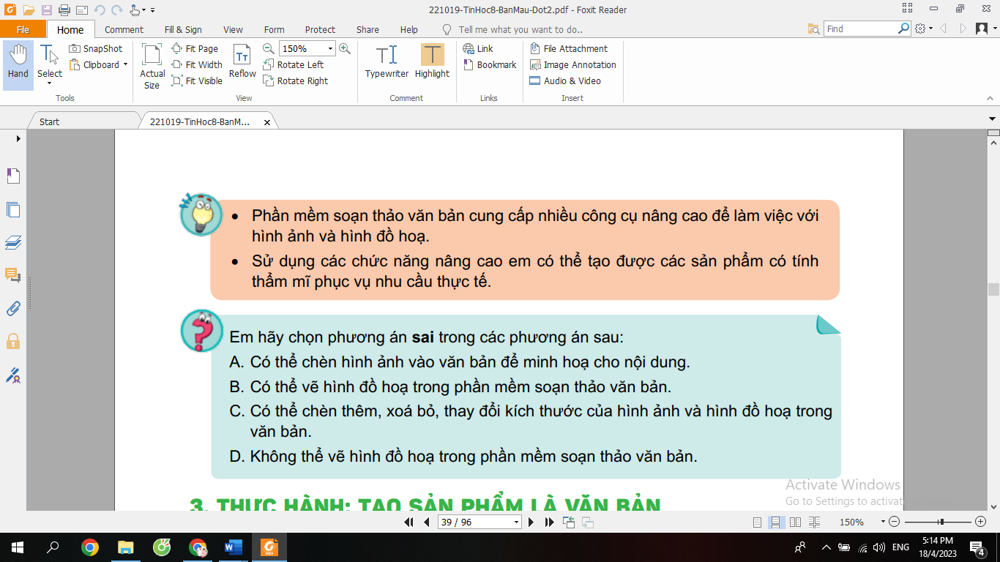 221019-TinHoc8-BanMau-Dot2.pdf - Foxit Reader
File Home Comment Fill & Sign View Form Protect Share Help Tell me what you want to do.. Find
Hand
Select
SnapShot
Clipboard
Tools
Actual Size
Fit Page
Fit Width
Fit Visible
Reflow
150%
Rotate Left
Rotate Right
View
Typewriter
Highlight
Comment
Link
Bookmark
Links
File Attachment
Image Annotation
Audio & Video
Insert
Start
221019-TinHoc8-BanM...
• Phần mềm soạn thảo văn bản cung cấp nhiều công cụ nâng cao để làm việc với
hình ảnh và hình đồ hoạ.
• Sử dụng các chức năng nâng cao em có thể tạo được các sản phẩm có tính
thẩm mĩ phục vụ nhu cầu thực tế.
Em hãy chọn phương án sai trong các phương án sau:
A. Có thể chèn hình ảnh vào văn bản để minh hoạ cho nội dung.
B. Có thể vẽ hình đồ hoạ trong phần mềm soạn thảo văn bản.
C. Có thể chèn thêm, xoá bỏ, thay đổi kích thước của hình ảnh và hình đồ hoạ trong
văn bản.
D. Không thể vẽ hình đồ hoạ trong phần mềm soạn thảo văn bản.
Activate Windows
Go to Settings to activat
3. THỰC HÀNH: TẠO SẢN PHẨM LÀ VĂN BẢN
39 / 96
150%
ENG
5:14 PM
18/4/2023
4